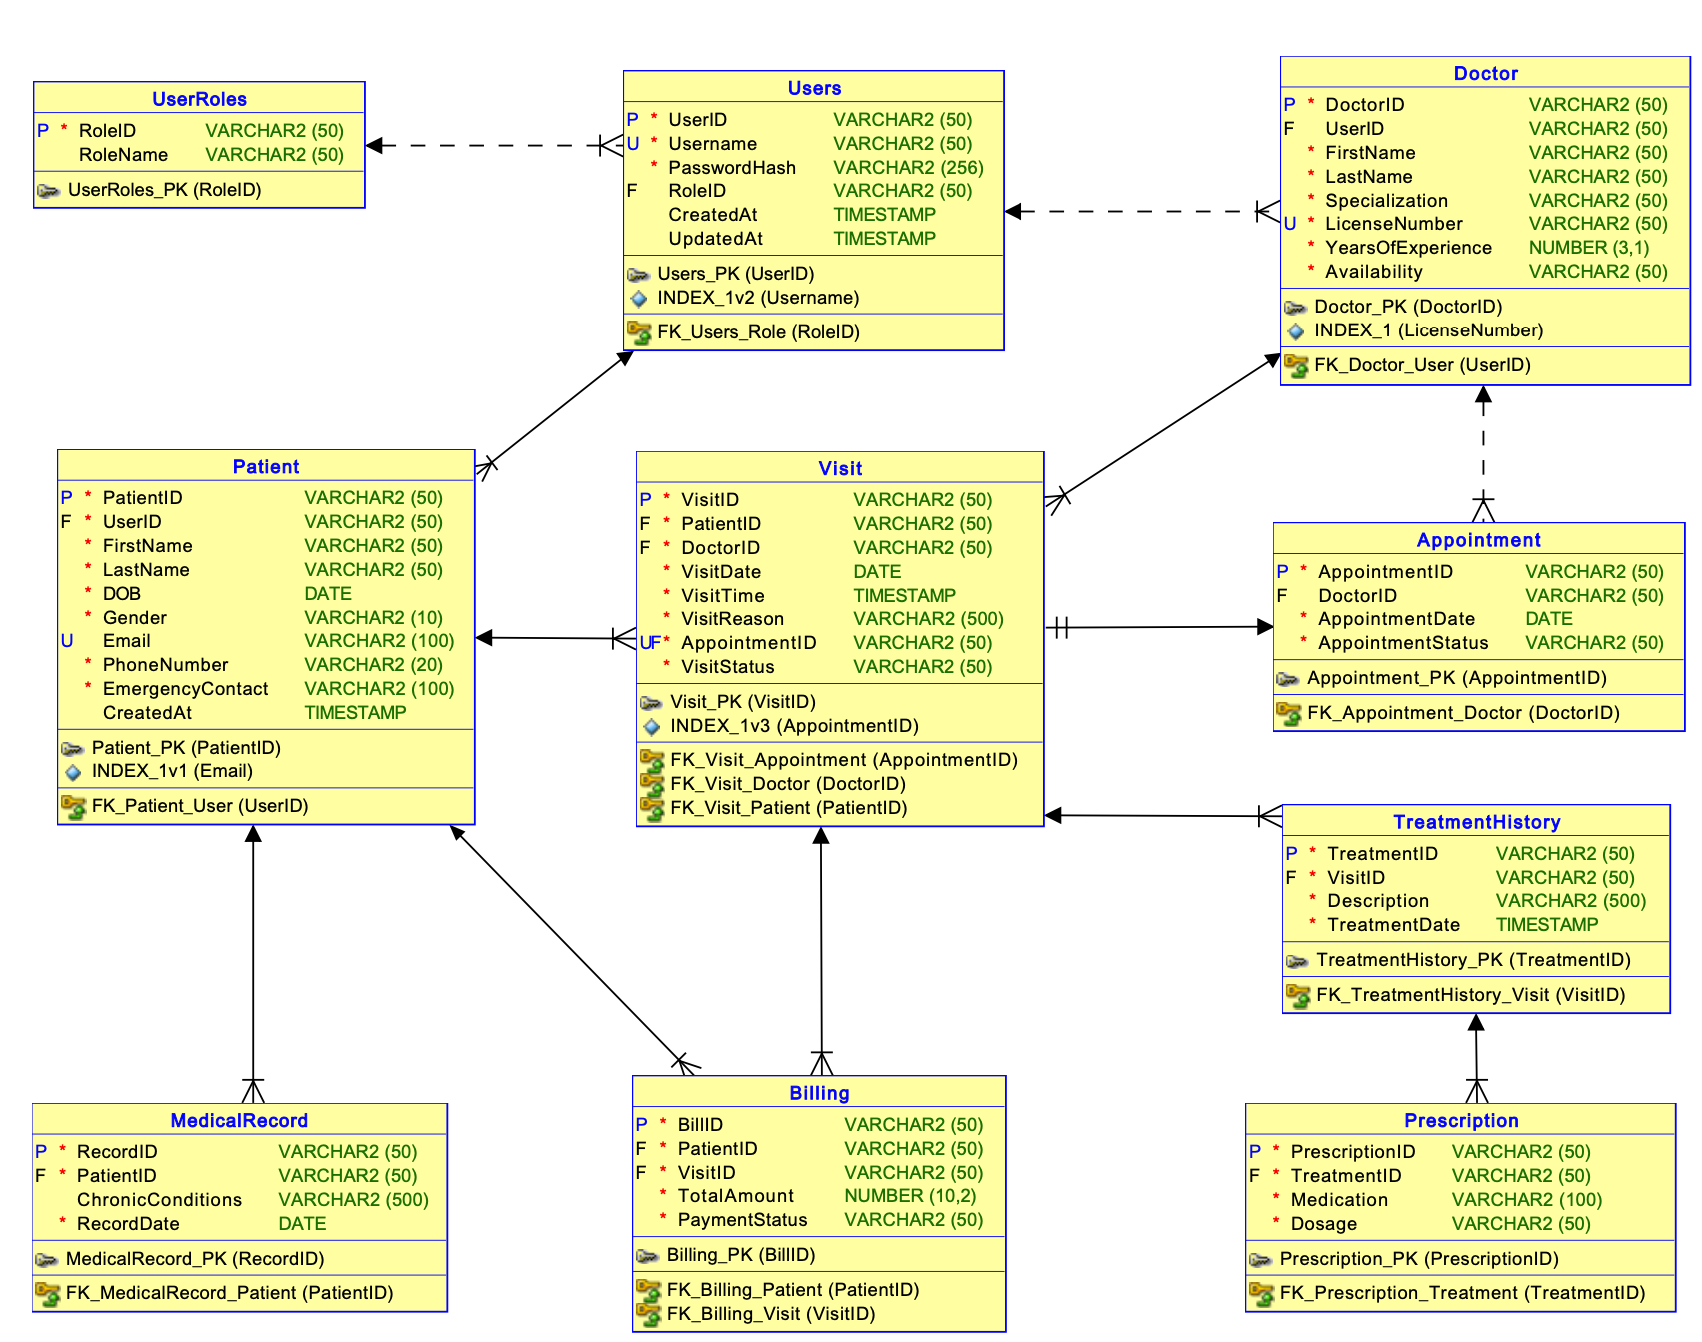 UserRoles
P * RoleID VARCHAR2 (50)
RoleName VARCHAR2 (50)
UserRoles_PK (RoleID)
Users
P * UserID VARCHAR2 (50)
U * Username VARCHAR2 (50)
* PasswordHash VARCHAR2 (256)
F RoleID VARCHAR2 (50)
CreatedAt TIMESTAMP
UpdatedAt TIMESTAMP
Users_PK (UserID)
INDEX_1v2 (Username)
FK_Users_Role (RoleID)
Doctor
P * DoctorID VARCHAR2 (50)
F UserID VARCHAR2 (50)
* FirstName VARCHAR2 (50)
* LastName VARCHAR2 (50)
* Specialization VARCHAR2 (50)
U * LicenseNumber VARCHAR2 (50)
* YearsOfExperience NUMBER (3,1)
* Availability VARCHAR2 (50)
Doctor_PK (DoctorID)
INDEX_1 (LicenseNumber)
FK_Doctor_User (UserID)
Patient
P * PatientID VARCHAR2 (50)
F * UserID VARCHAR2 (50)
* FirstName VARCHAR2 (50)
* LastName VARCHAR2 (50)
* DOB DATE
* Gender VARCHAR2 (10)
U Email VARCHAR2 (100)
* PhoneNumber VARCHAR2 (20)
* EmergencyContact VARCHAR2 (100)
CreatedAt TIMESTAMP
Patient_PK (PatientID)
INDEX_1v1 (Email)
FK_Patient_User (UserID)
Visit
P * VisitID VARCHAR2 (50)
F * PatientID VARCHAR2 (50)
F * DoctorID VARCHAR2 (50)
* VisitDate DATE
* VisitTime TIMESTAMP
* VisitReason VARCHAR2 (500)
UF * AppointmentID VARCHAR2 (50)
* VisitStatus VARCHAR2 (50)
Visit_PK (VisitID)
INDEX_1v3 (AppointmentID)
FK_Visit_Appointment (AppointmentID)
FK_Visit_Doctor (DoctorID)
FK_Visit_Patient (PatientID)
Appointment
P * AppointmentID VARCHAR2 (50)
F DoctorID VARCHAR2 (50)
* AppointmentDate DATE
* AppointmentStatus VARCHAR2 (50)
Appointment_PK (AppointmentID)
FK_Appointment_Doctor (DoctorID)
TreatmentHistory
P * TreatmentID VARCHAR2 (50)
F * VisitID VARCHAR2 (50)
* Description VARCHAR2 (500)
* TreatmentDate TIMESTAMP
TreatmentHistory_PK (TreatmentID)
FK_TreatmentHistory_Visit (VisitID)
MedicalRecord
P * RecordID VARCHAR2 (50)
F * PatientID VARCHAR2 (50)
ChronicConditions VARCHAR2 (500)
* RecordDate DATE
MedicalRecord_PK (RecordID)
FK_MedicalRecord_Patient (PatientID)
Billing
P * BillID VARCHAR2 (50)
F * PatientID VARCHAR2 (50)
F * VisitID VARCHAR2 (50)
* TotalAmount NUMBER (10,2)
* PaymentStatus VARCHAR2 (50)
Billing_PK (BillID)
FK_Billing_Patient (PatientID)
FK_Billing_Visit (VisitID)
Prescription
P * PrescriptionID VARCHAR2 (50)
F * TreatmentID VARCHAR2 (50)
* Medication VARCHAR2 (100)
* Dosage VARCHAR2 (50)
Prescription_PK (PrescriptionID)
FK_Prescription_Treatment (TreatmentID)